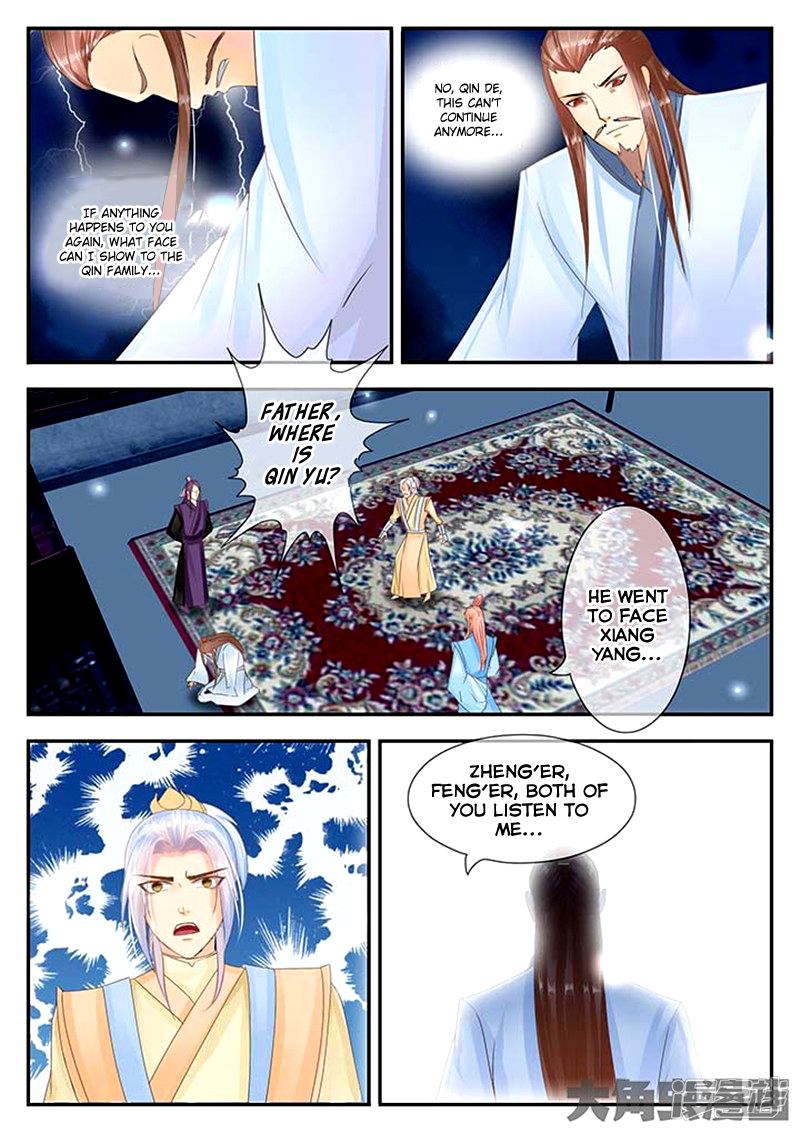 IF ANYTHING
HAPPENS TO YOU
AGAIN, WHAT FACE
CAN I SHOW TO THE
QIN FAMILY...
NO, QIN DE,
THIS CAN'T
CONTINUE
ANYMORE...
FATHER,
WHERE
IS
QIN YU?
HE WENT
TO FACE
XIANG
YANG...
ZHENG'ER,
FENG'ER, BOTH OF
YOU LISTEN TO
ME...
大角虫漫画